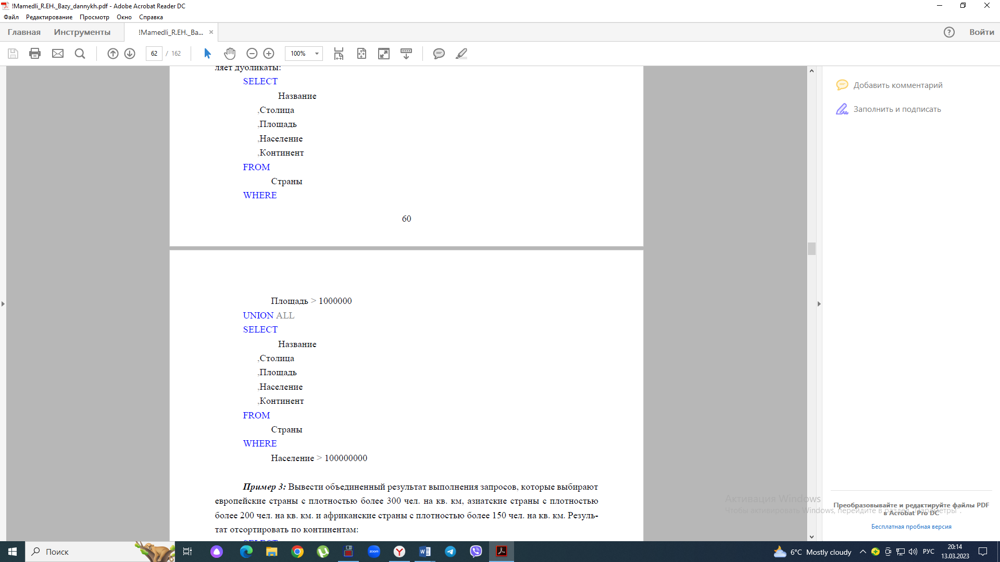 !Mamedli_R.EH._Bazy_dannykh.pdf - Adobe Acrobat Reader DC
Файл Редактирование Просмотр Окно Справка
Главная Инструменты !Mamedli_R.EH._Ba... Войти
62 / 162 100%
ляет дубликаты:
SELECT
Название
,Столица
,Площадь
,Население
,Континент
FROM
Страны
WHERE
60
Площадь > 1000000
UNION ALL
SELECT
Название
,Столица
,Площадь
,Население
,Континент
FROM
Страны
WHERE
Население > 100000000
Пример 3: Вывести объединенный результат выполнения запросов, которые выбирают
европейские страны с плотностью более 300 чел. на кв. км, азиатские страны с плотностью
более 200 чел. на кв. км. и африканские страны с плотностью более 150 чел. на кв. км. Резуль-
тат отсортировать по континентам:
SELECT
Добавить комментарий
Заполнить и подписать
Активация Windows
Чтобы активировать Windows, перейдите в раздел "Параметры".
Преобразовывайте и редактируйте файлы PDF
в Acrobat Pro DC
Бесплатная пробная версия
Поиск
zoom
6°C Mostly cloudy
РУС
20:14
13.03.2023